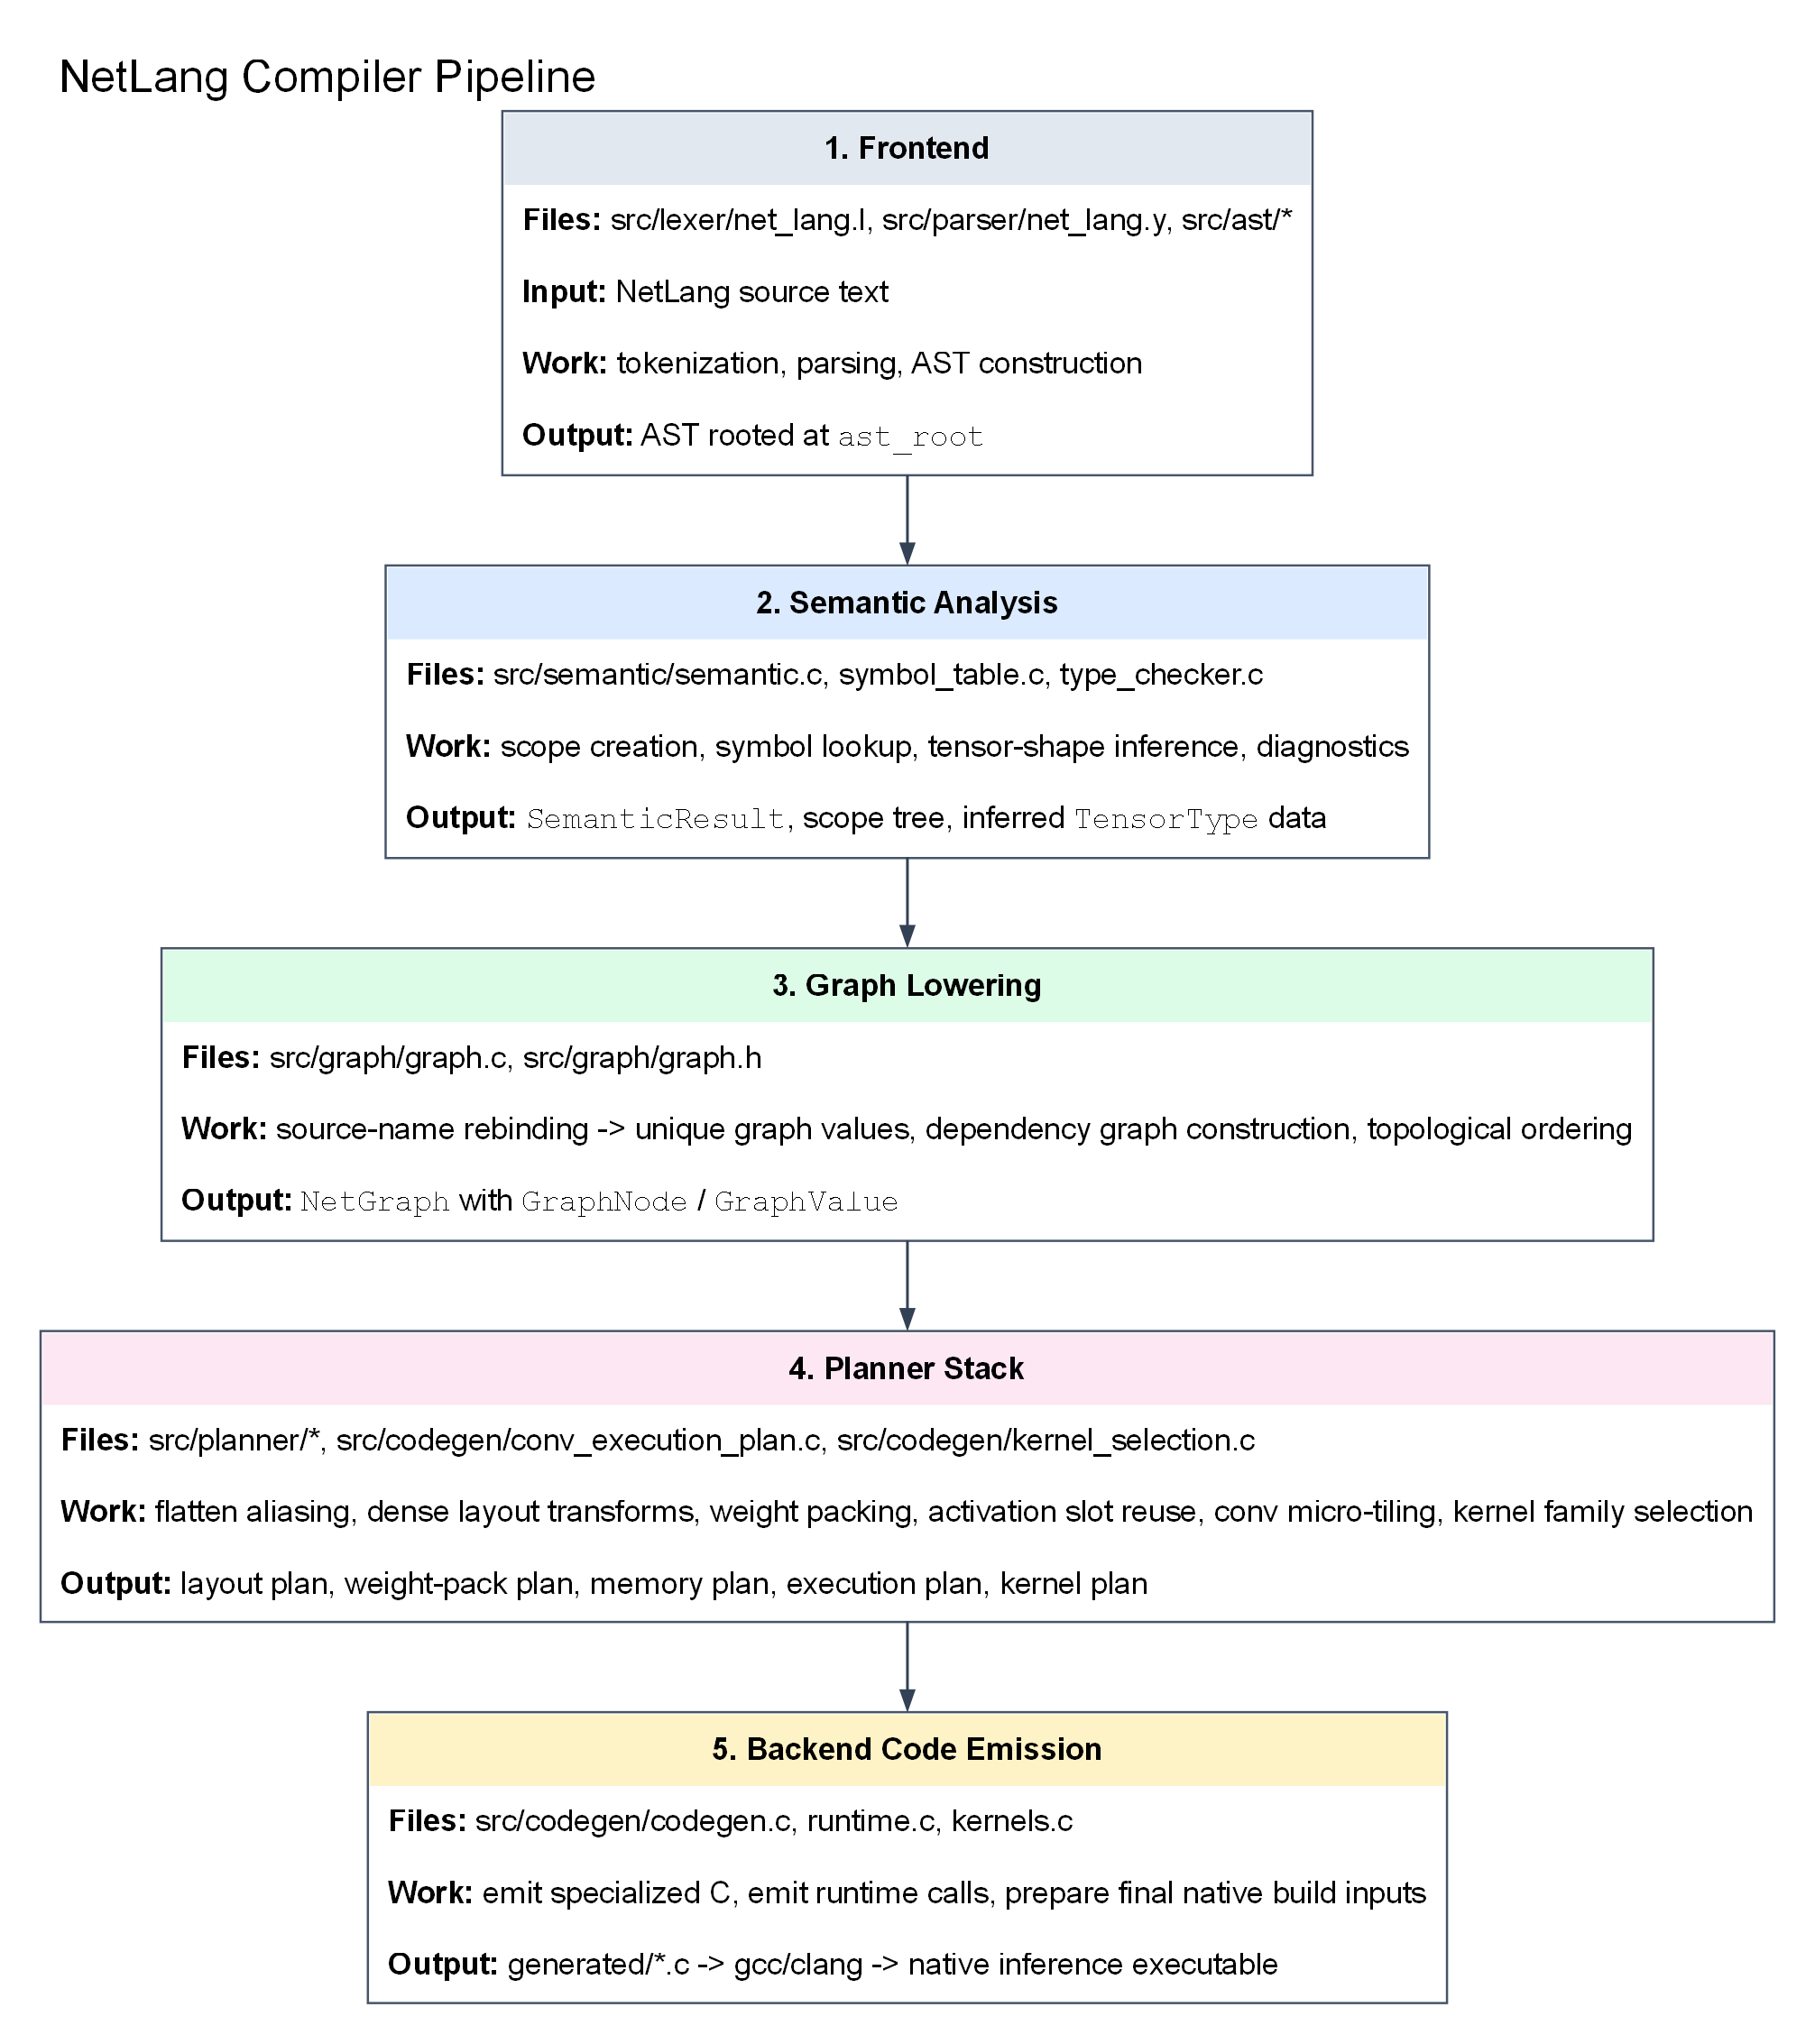 NetLang Compiler Pipeline
1. Frontend
Files: src/lexer/net_lang.l, src/parser/net_lang.y, src/ast/*
Input: NetLang source text
Work: tokenization, parsing, AST construction
Output: AST rooted at ast_root
2. Semantic Analysis
Files: src/semantic/semantic.c, symbol_table.c, type_checker.c
Work: scope creation, symbol lookup, tensor-shape inference, diagnostics
Output: SemanticResult, scope tree, inferred TensorType data
3. Graph Lowering
Files: src/graph/graph.c, src/graph/graph.h
Work: source-name rebinding -> unique graph values, dependency graph construction, topological ordering
Output: NetGraph with GraphNode / GraphValue
4. Planner Stack
Files: src/planner/*, src/codegen/conv_execution_plan.c, src/codegen/kernel_selection.c
Work: flatten aliasing, dense layout transforms, weight packing, activation slot reuse, conv micro-tiling, kernel family selection
Output: layout plan, weight-pack plan, memory plan, execution plan, kernel plan
5. Backend Code Emission
Files: src/codegen/codegen.c, runtime.c, kernels.c
Work: emit specialized C, emit runtime calls, prepare final native build inputs
Output: generated/*.c -> gcc/clang -> native inference executable